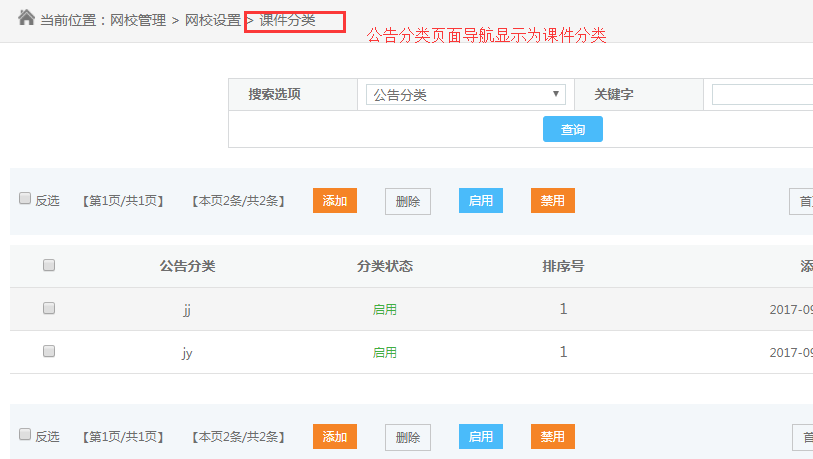 当前位置：网校管理 > 网校设置 > 课件分类
公告分类页面导航显示为课件分类
搜索选项 公告分类 关键字
查询
反选 【第1页/共1页】 【本页2条/共2条】 添加 删除 启用 禁用 首
公告分类 分类状态 排序号 添
jj 启用 1 2017-09
jy 启用 1 2017-09
反选 【第1页/共1页】 【本页2条/共2条】 添加 删除 启用 禁用 首